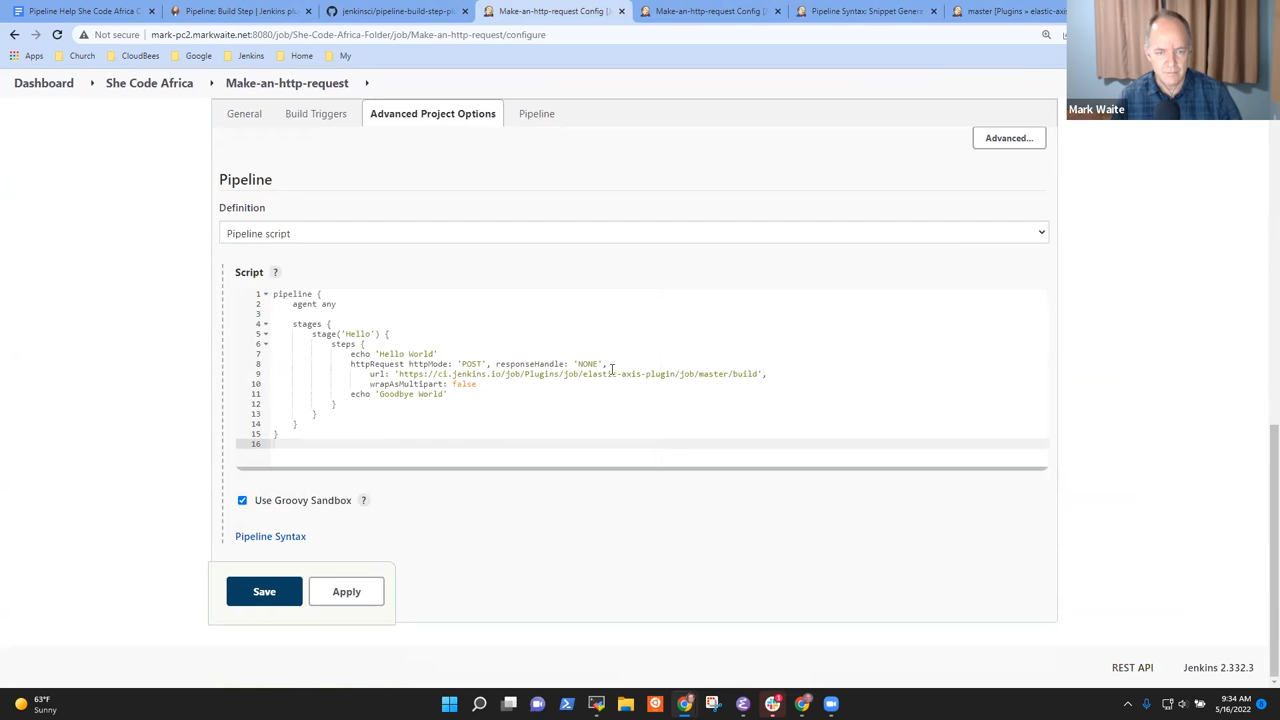 Pipeline Help She Code Africa C
Pipeline: Build Step | Jenkins plu
jenkinsci/pipeline-build-step-pl
Make-an-http-request Config [
Make-an-http-request Config [J
Pipeline Syntax: Snippet Genera
master [Plugins » elastic-axis
Not secure
mark-pc2.markwaite.net:8080/job/She-Code-Africa-Folder/job/Make-an-http-request/configure
Apps
Church
CloudBees
Google
Jenkins
Home
My
Mark Waite
Dashboard
She Code Africa
Make-an-http-request
General
Build Triggers
Advanced Project Options
Pipeline
Advanced...
Pipeline
Definition
Pipeline script
Script ?
1 pipeline {
2 agent any
3
4 stages {
5 stage('Hello') {
6 steps {
7 echo 'Hello World'
8 httpRequest httpMode: 'POST', responseHandle: 'NONE',
9 url: 'https://ci.jenkins.io/job/Plugins/job/elastic-axis-plugin/job/master/build',
10 wrapAsMultipart: false
11 echo 'Goodbye World'
12 }
13 }
14 }
15 }
16
Use Groovy Sandbox ?
Pipeline Syntax
Save
Apply
REST API
Jenkins 2.332.3
63°F
Sunny
9:34 AM
5/16/2022